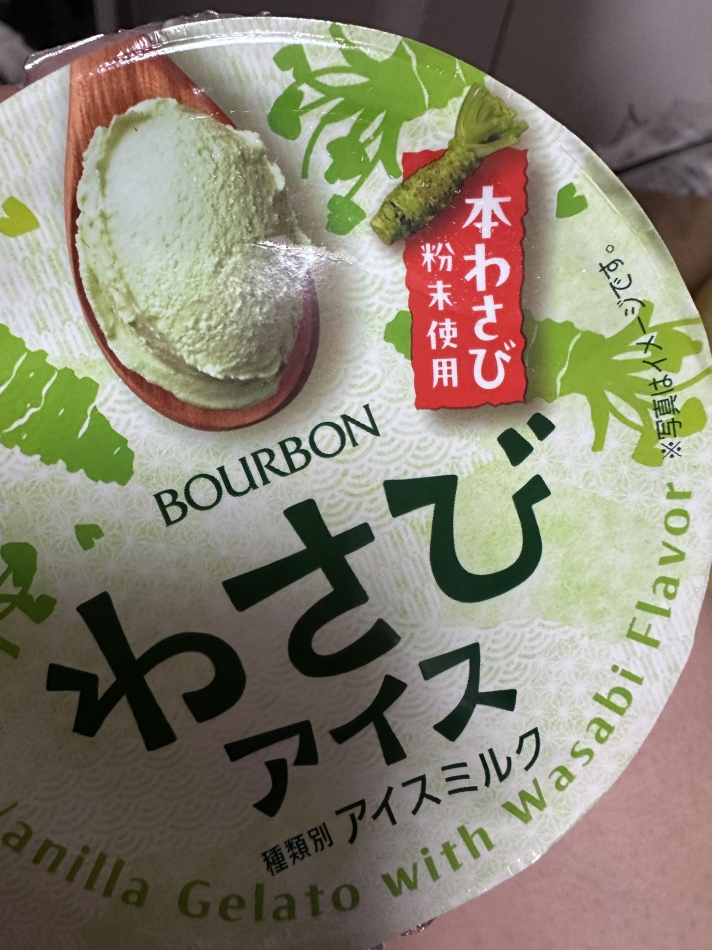 本わさび
粉末使用
※写真はイメージです。
BOURBON
わさび
アイス
種類別 アイスミルク
Vanilla Gelato with Wasabi Flavor